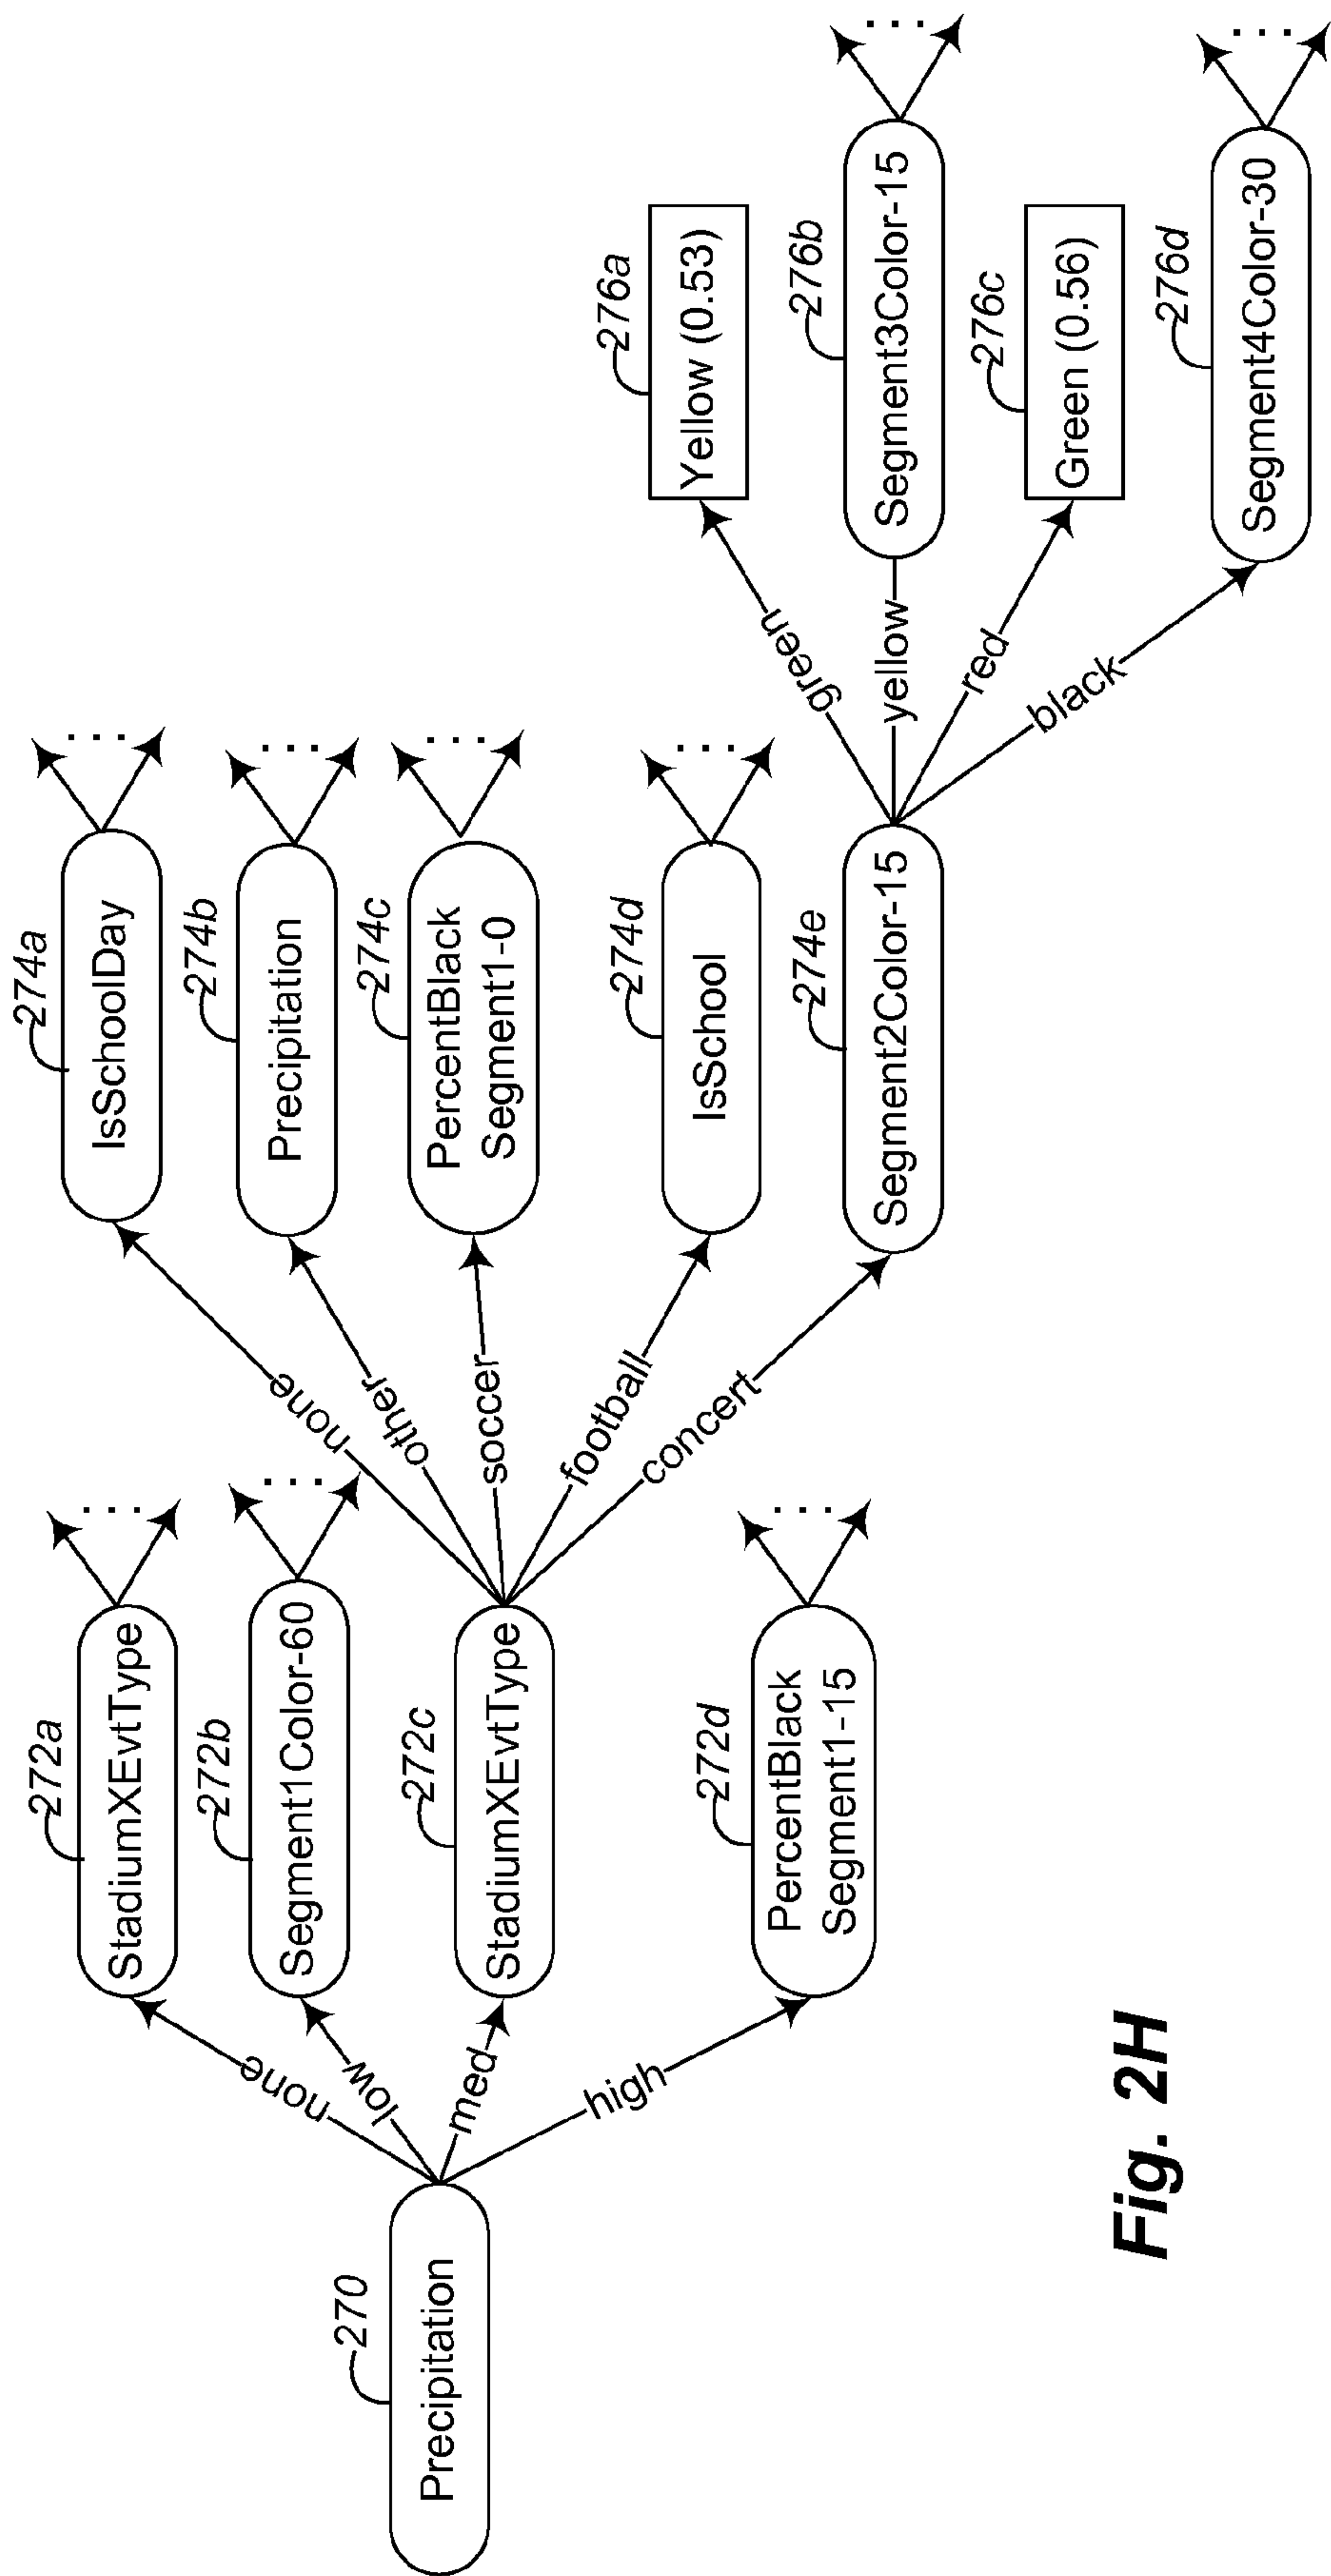 270
Precipitation
none
low
med
high
272a
StadiumXEvtType
...
272b
Segment1Color-60
...
272c
StadiumXEvtType
272d
PercentBlack
Segment1-15
...
none
other
soccer
football
concert
274a
IsSchoolDay
...
274b
Precipitation
...
274c
PercentBlack
Segment1-0
...
274d
IsSchool
...
274e
Segment2Color-15
green
yellow
red
black
276a
Yellow (0.53)
276b
Segment3Color-15
...
276c
Green (0.56)
276d
Segment4Color-30
...
Fig. 2H